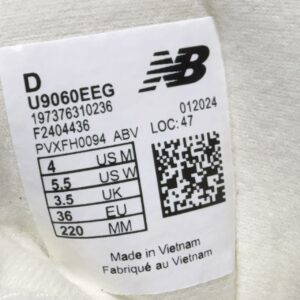 D
NB
U9060EEG
197376310236
F2404436
012024
PVXFH0094 ABV
LOC: 47
4 US M
5.5 US W
3.5 UK
36 EU
220 MM
Made in Vietnam
Fabriqué au Vietnam